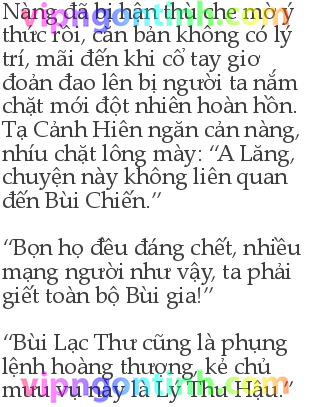 Nàng đã bị hận thù che mờ ý
thức rồi, căn bản không có lý
trí, mãi đến khi cổ tay giơ
đoản đao lên bị người ta nắm
chặt mới đột nhiên hoàn hồn.
Tạ Cảnh Hiên ngăn cản nàng,
nhíu chặt lông mày: “A Lăng,
chuyện này không liên quan
đến Bùi Chiến.”
“Bọn họ đều đáng chết, nhiều
mạng người như vậy, ta phải
giết toàn bộ Bùi gia!”
“Bùi Lạc Thư cũng là phụng
lệnh hoàng thượng, kẻ chủ
mưu vụ này là Lý Thu Hậu.”
vipngontinh.com
vipngontinh.com